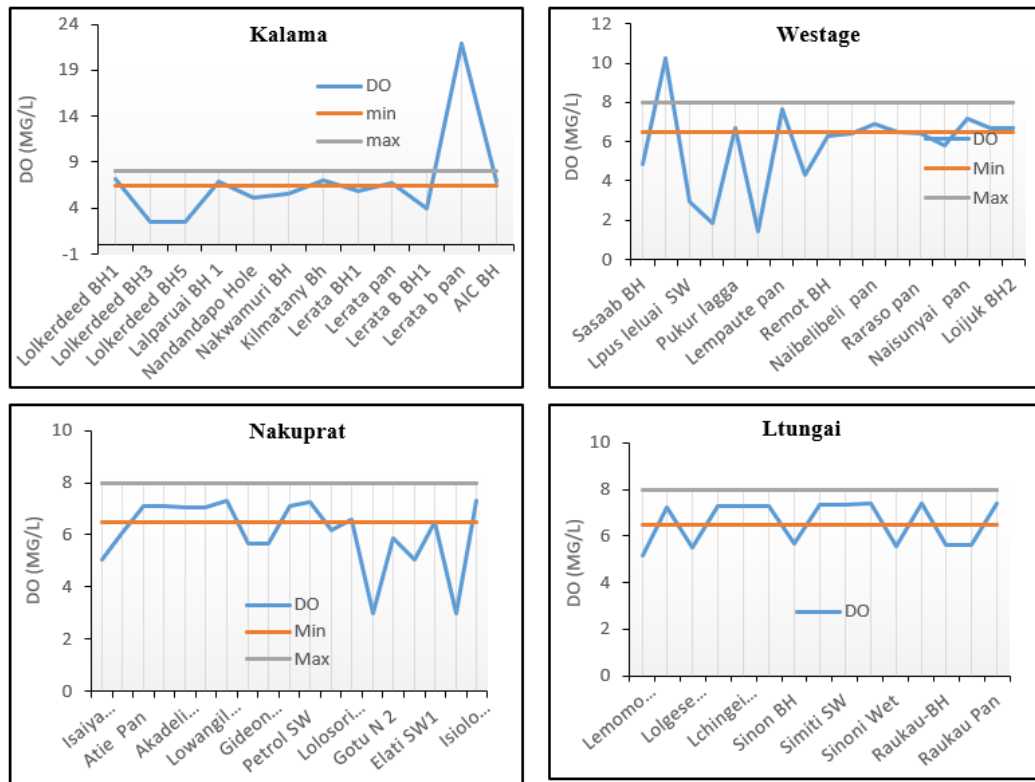 Kalama
DO (MG/L)
24
19
14
9
4
-1
DO
min
max
Lolkerdeed BH1
Lolkerdeed BH3
Lolkerdeed BH5
Lalparuai BH 1
Nandandapo Hole
Nakwamuri BH
Kilmatany Bh
Lerata BH1
Lerata pan
Lerata B BH1
Lerata b pan
AIC BH
Westage
DO (MG/L)
12
10
8
6
4
2
0
DO
Min
Max
Sasaab BH
Lpus leluai SW
Pukur lagga
Lempaute pan
Remot BH
Naibelibeli pan
Raraso pan
Naisunyai pan
Loijuk BH2
Nakuprat
DO (MG/L)
10
8
6
4
2
0
DO
Min
Max
Isaiya...
Atie Pan
Akadeli...
Lowangil...
Gideon...
Petrol SW
Lolosori...
Gotu N 2
Elati SW1
Isiolo...
Ltungai
DO (MG/L)
10
8
6
4
2
0
DO
Lemomo...
Lolgese...
Lchingei...
Sinon BH
Simiti SW
Sinoni Wet
Raukau-BH
Raukau Pan